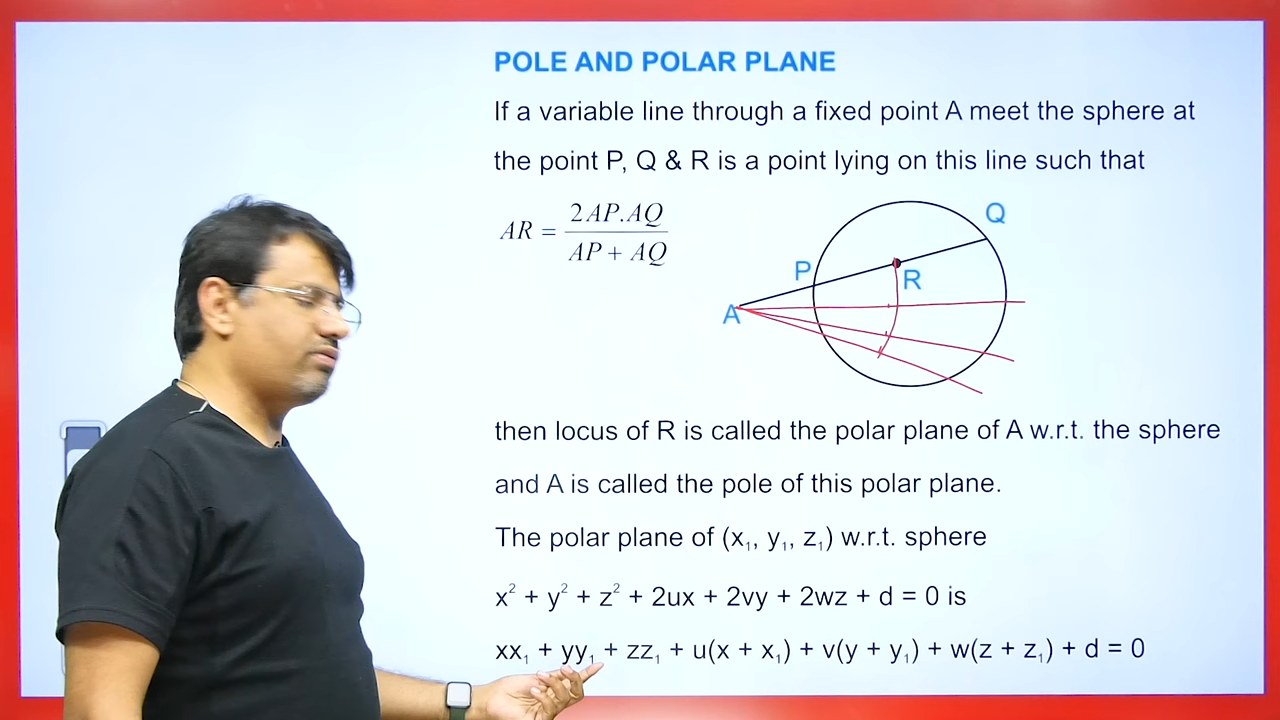 POLE AND POLAR PLANE
If a variable line through a fixed point A meet the sphere at
the point P, Q & R is a point lying on this line such that
AR = 2AP.AQ / AP + AQ
Q
P
R
A
then locus of R is called the polar plane of A w.r.t. the sphere
and A is called the pole of this polar plane.
The polar plane of (x₁, y₁, z₁) w.r.t. sphere
x² + y² + z² + 2ux + 2vy + 2wz + d = 0 is
xx₁ + yy₁ + zz₁ + u(x + x₁) + v(y + y₁) + w(z + z₁) + d = 0